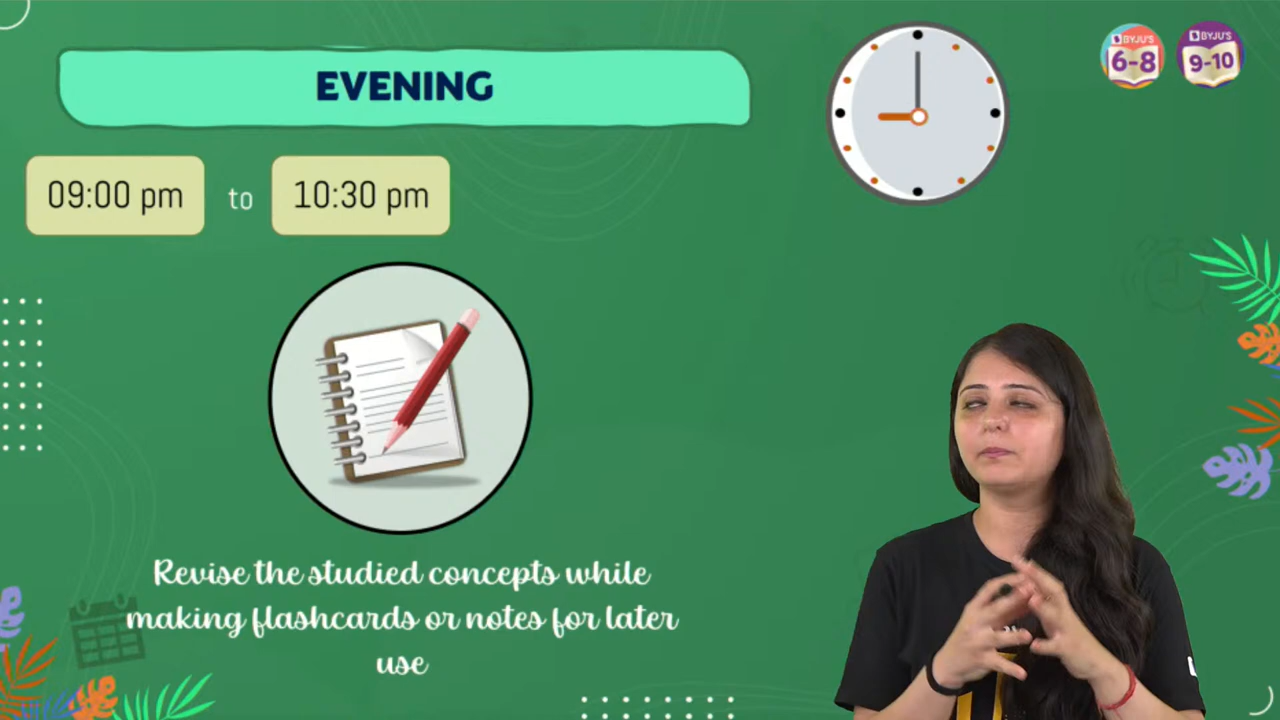 EVENING
BYJU'S
6-8
BYJU'S
9-10
09:00 pm to 10:30 pm
Revise the studied concepts while
making flashcards or notes for later
use